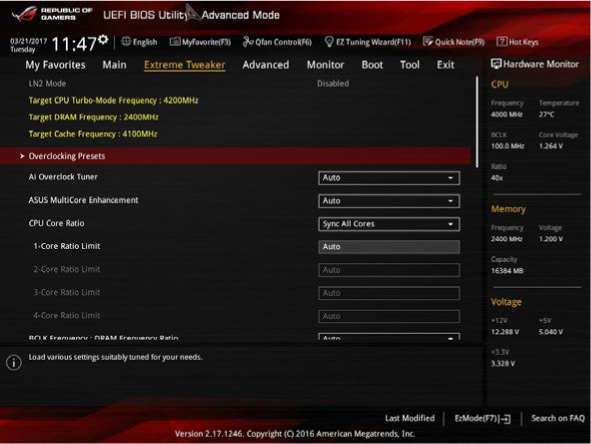 REPUBLIC OF
GAMERS
UEFI BIOS Utility Advanced Mode
03/21/2017
Tuesday
11:47
English
MyFavorite(F3)
Qfan Control(F6)
EZ Tuning Wizard(F11)
Quick Note(F9)
Hot Keys
My Favorites Main Extreme Tweaker Advanced Monitor Boot Tool Exit
Hardware Monitor
LN2 Mode Disabled
Target CPU Turbo-Mode Frequency : 4200MHz
Target DRAM Frequency : 2400MHz
Target Cache Frequency : 4100MHz
Overclocking Presets
Ai Overclock Tuner Auto
ASUS MultiCore Enhancement Auto
CPU Core Ratio Sync All Cores
1-Core Ratio Limit Auto
2-Core Ratio Limit Auto
3-Core Ratio Limit Auto
4-Core Ratio Limit Auto
BCLK Frequency : DRAM Frequency Ratio Auto
Load various settings suitably tuned for your needs.
CPU
Frequency Temperature
4000 MHz 27°C
BCLK Core Voltage
100.0 MHz 1.264 V
Ratio
40x
Memory
Frequency Voltage
2400 MHz 1.200 V
Capacity
16384 MB
Voltage
+12V +5V
12.288 V 5.040 V
+3.3V
3.328 V
Last Modified
EzMode(F7)
Search on FAQ
Version 2.17.1246. Copyright (C) 2016 American Megatrends, Inc.